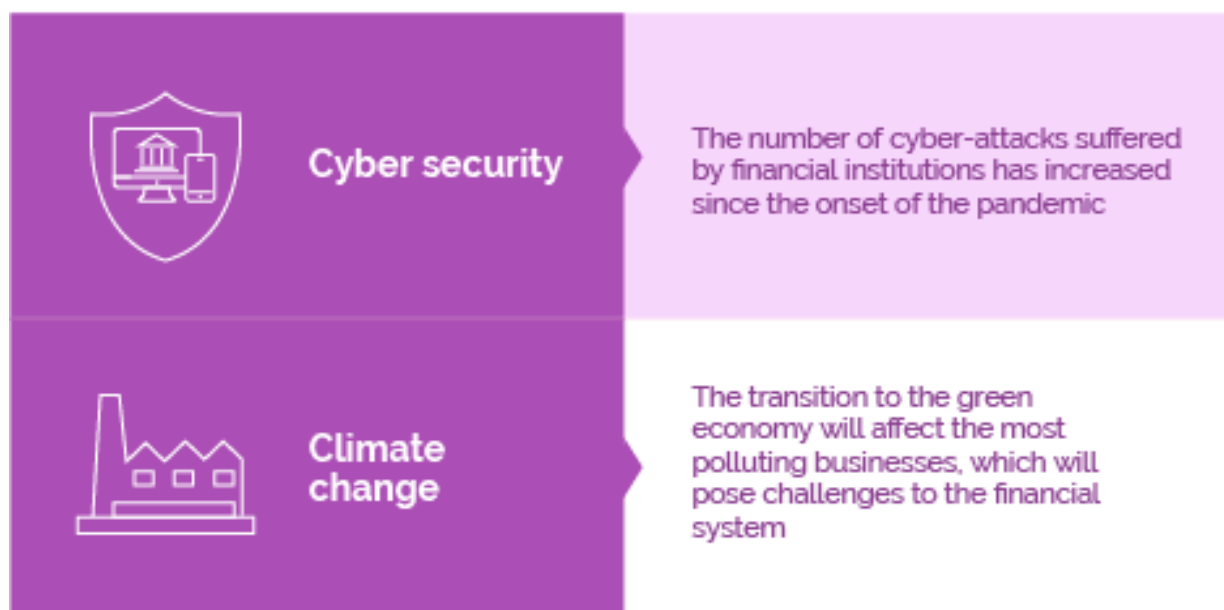 Cyber security
The number of cyber-attacks suffered
by financial institutions has increased
since the onset of the pandemic
Climate
change
The transition to the green
economy will affect the most
polluting businesses, which will
pose challenges to the financial
system